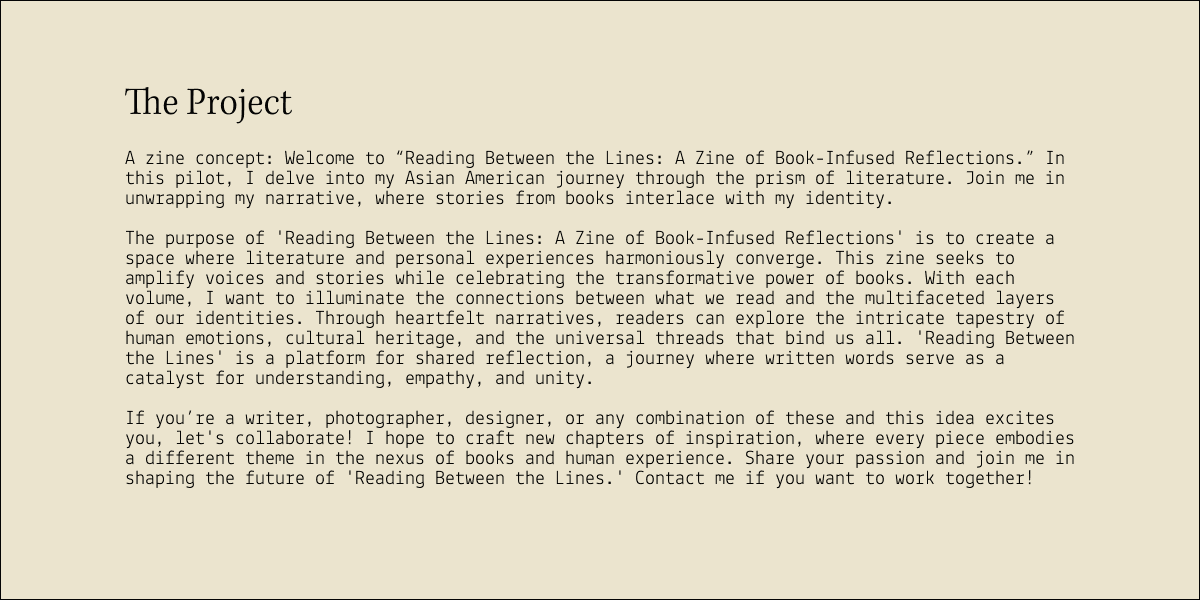 The Project
A zine concept: Welcome to “Reading Between the Lines: A Zine of Book-Infused Reflections.” In
this pilot, I delve into my Asian American journey through the prism of literature. Join me in
unwrapping my narrative, where stories from books interlace with my identity.
The purpose of 'Reading Between the Lines: A Zine of Book-Infused Reflections' is to create a
space where literature and personal experiences harmoniously converge. This zine seeks to
amplify voices and stories while celebrating the transformative power of books. With each
volume, I want to illuminate the connections between what we read and the multifaceted layers
of our identities. Through heartfelt narratives, readers can explore the intricate tapestry of
human emotions, cultural heritage, and the universal threads that bind us all. 'Reading Between
the Lines' is a platform for shared reflection, a journey where written words serve as a
catalyst for understanding, empathy, and unity.
If you’re a writer, photographer, designer, or any combination of these and this idea excites
you, let's collaborate! I hope to craft new chapters of inspiration, where every piece embodies
a different theme in the nexus of books and human experience. Share your passion and join me in
shaping the future of 'Reading Between the Lines.' Contact me if you want to work together!